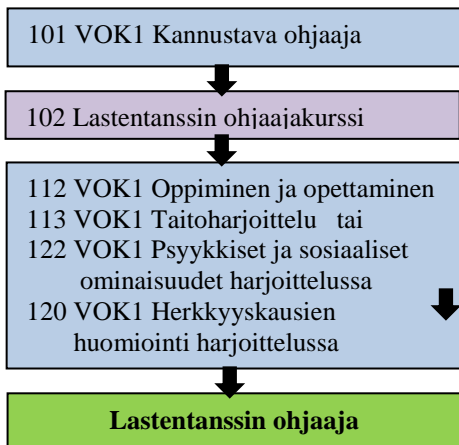 101 VOK1 Kannustava ohjaaja
102 Lastentanssin ohjaajakurssi
112 VOK1 Oppiminen ja opettaminen
113 VOK1 Taitoharjoittelu tai
122 VOK1 Psyykkiset ja sosiaaliset
ominaisuudet harjoittelussa
120 VOK1 Herkkyyskausien
huomiointi harjoittelussa
Lastentanssin ohjaaja